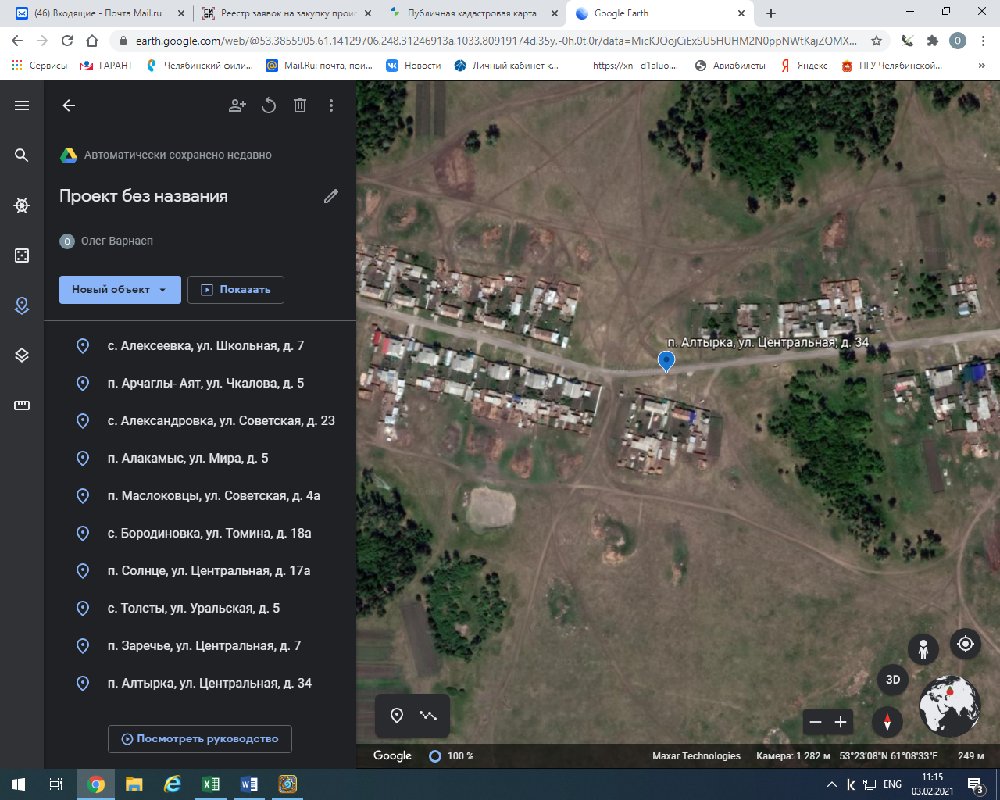 (46) Входящие - Почта Mail.ru
Реестр заявок на закупку проис
Публичная кадастровая карта
Google Earth
earth.google.com/web/@53.3855905,61.14129706,248.31246913a,1033.80919174d,35y,-0h,0t,0r/data=MicKJQojCiExSU5HUHM2N0ppNWtKajZQMX...
О
Сервисы
ГАРАНТ
Челябинский фили...
Mail.Ru: почта, пои...
Новости
Личный кабинет к...
https://xn--d1aluo....
Авиабилеты
Яндекс
ПГУ Челябинской...
»
Автоматически сохранено недавно
Проект без названия
О Олег Варнасп
Новый объект
Показать
с. Алексеевка, ул. Школьная, д. 7
п. Арчаглы- Аят, ул. Чкалова, д. 5
с. Александровка, ул. Советская, д. 23
п. Алакамыс, ул. Мира, д. 5
п. Маслоковцы, ул. Советская, д. 4а
с. Бородиновка, ул. Томина, д. 18а
п. Солнце, ул. Центральная, д. 17а
с. Толсты, ул. Уральская, д. 5
п. Заречье, ул. Центральная, д. 7
п. Алтырка, ул. Центральная, д. 34
Посмотреть руководство
п. Алтырка, ул. Центральная, д. 34
3D
Google
100 %
Maxar Technologies
Камера: 1 282 м
53°23'08"N 61°08'33"E
249 м
ENG
11:15
03.02.2021
3